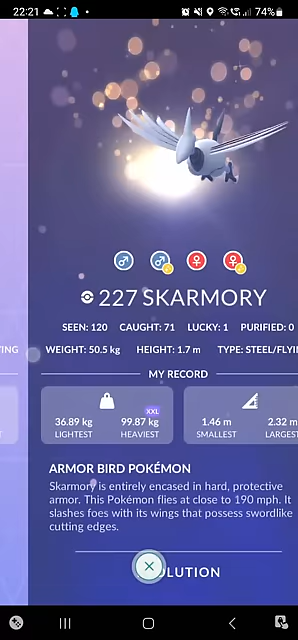 22:21 74%
227 SKARMORY
SEEN: 120 CAUGHT: 71 LUCKY: 1 PURIFIED: 0
YING WEIGHT: 50.5 kg HEIGHT: 1.7 m TYPE: STEEL/FLYIN
MY RECORD
XXL
36.89 kg 99.87 kg 1.46 m 2.32 m
T LIGHTEST HEAVIEST SMALLEST LARGEST
ARMOR BIRD POKÉMON
Skarmory is entirely encased in hard, protective
armor. This Pokémon flies at close to 190 mph. It
slashes foes with its wings that possess swordlike
cutting edges.
OLUTION